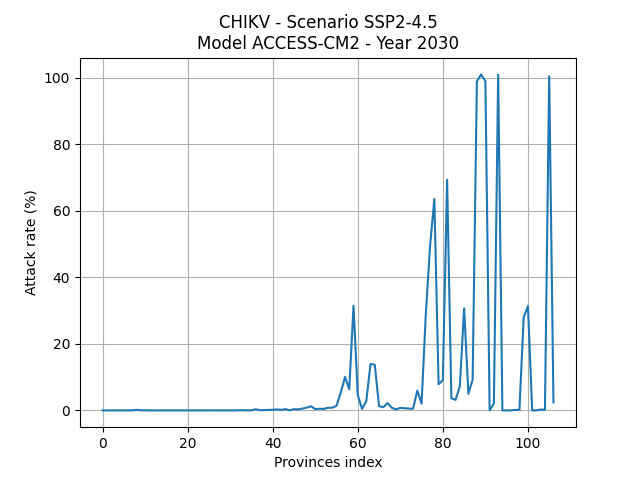 CHIKV - Scenario SSP2-4.5
Model ACCESS-CM2 - Year 2030
Attack rate (%)
100
80
60
40
20
0
0 20 40 60 80 100
Provinces index